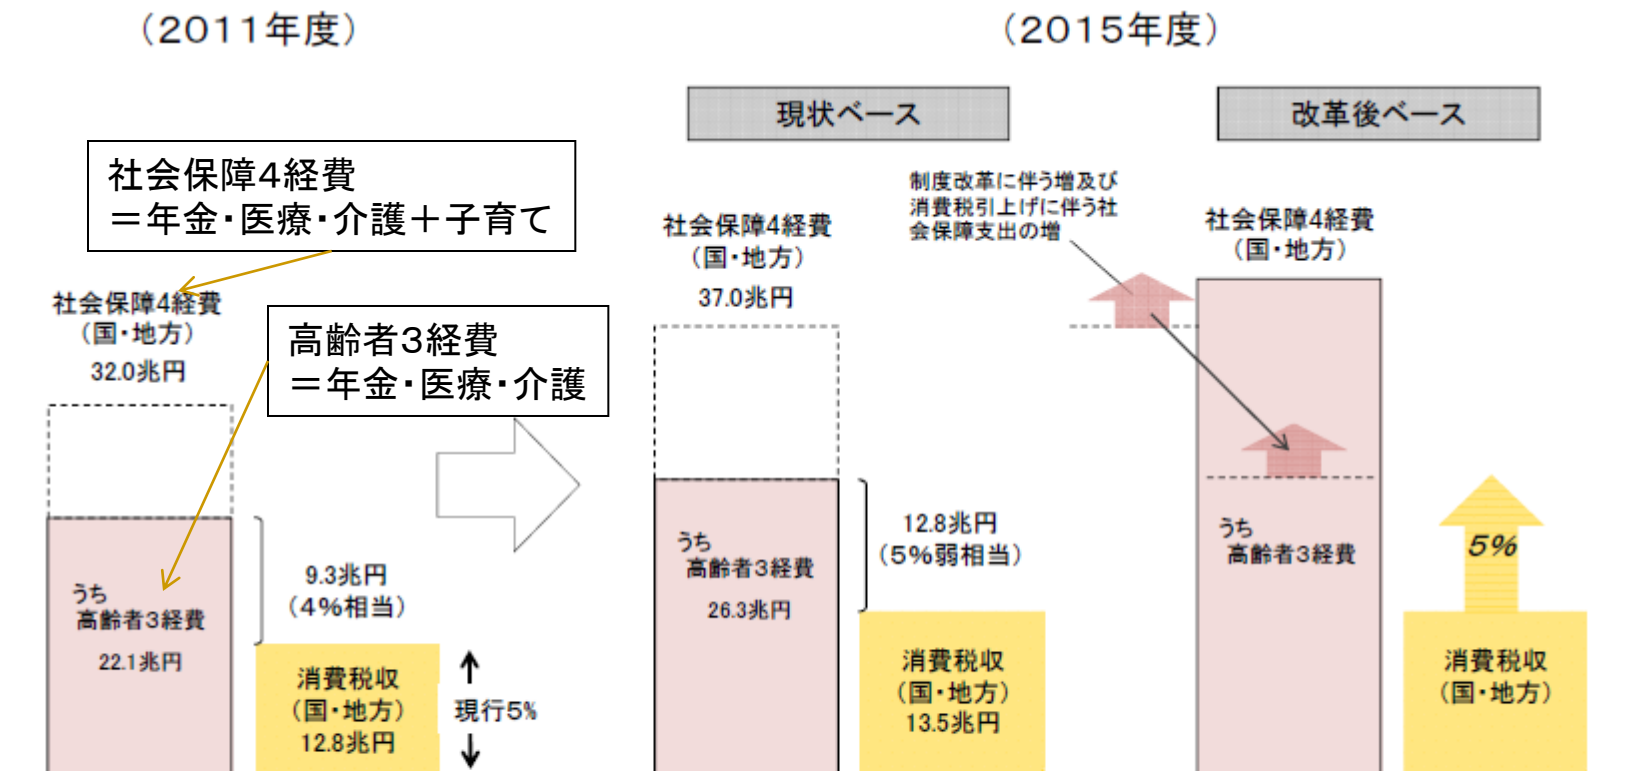 （2011年度）
（2015年度）
現状ベース
改革後ベース
社会保障４経費
＝年金・医療・介護＋子育て
社会保障4経費
（国・地方）
32.0兆円
高齢者３経費
＝年金・医療・介護
うち
高齢者3経費
22.1兆円
9.3兆円
（4％相当）
消費税収
（国・地方）
12.8兆円
現行5%
社会保障4経費
（国・地方）
37.0兆円
うち
高齢者3経費
26.3兆円
12.8兆円
（5％弱相当）
消費税収
（国・地方）
13.5兆円
制度改革に伴う増及び
消費税引上げに伴う社
会保障支出の増
社会保障4経費
（国・地方）
うち
高齢者3経費
5%
消費税収
（国・地方）